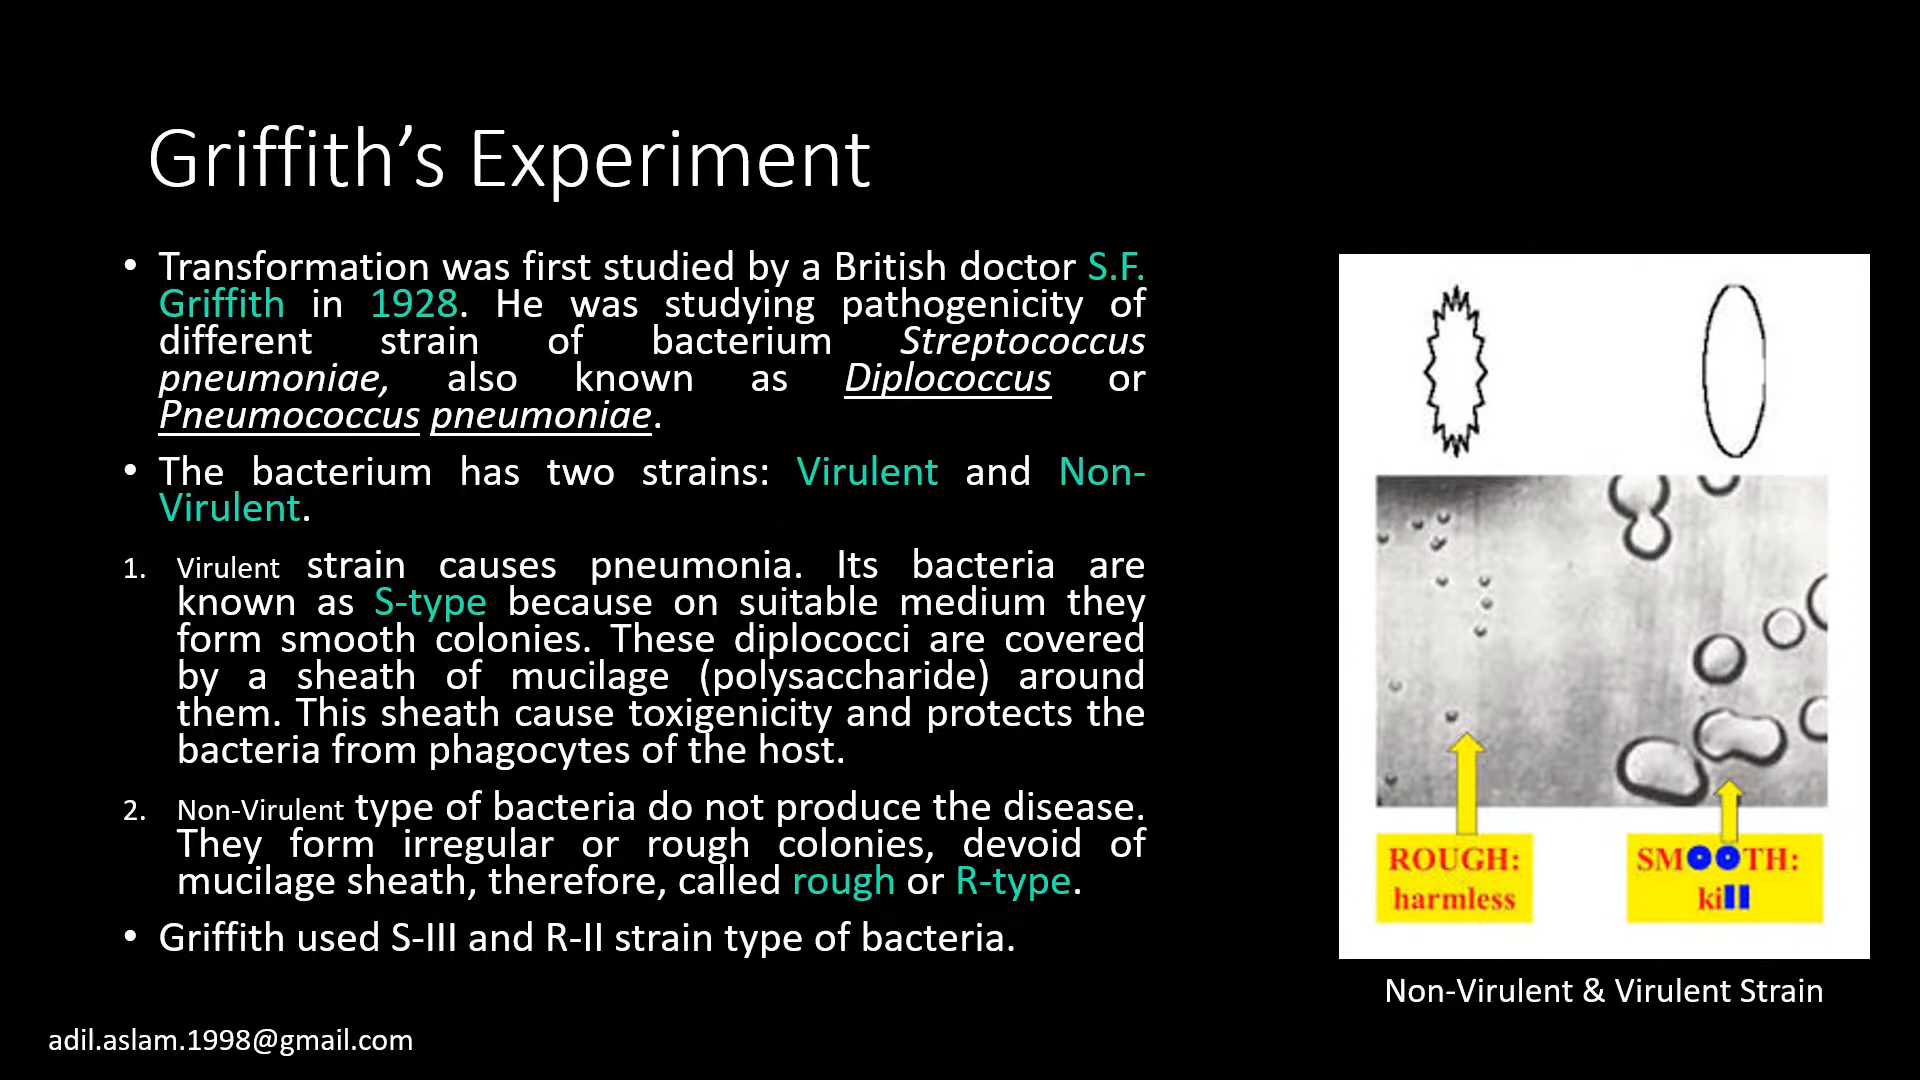 Griffith’s Experiment
• Transformation was first studied by a British doctor S.F.
Griffith in 1928. He was studying pathogenicity of
different strain of bacterium Streptococcus
pneumoniae, also known as Diplococcus or
Pneumococcus pneumoniae.
• The bacterium has two strains: Virulent and Non-
Virulent.
1. Virulent strain causes pneumonia. Its bacteria are
known as S-type because on suitable medium they
form smooth colonies. These diplococci are covered
by a sheath of mucilage (polysaccharide) around
them. This sheath cause toxigenicity and protects the
bacteria from phagocytes of the host.
2. Non-Virulent type of bacteria do not produce the disease.
They form irregular or rough colonies, devoid of
mucilage sheath, therefore, called rough or R-type.
• Griffith used S-III and R-II strain type of bacteria.
ROUGH:
harmless
SMOOTH:
kill
Non-Virulent & Virulent Strain
adil.aslam.1998@gmail.com